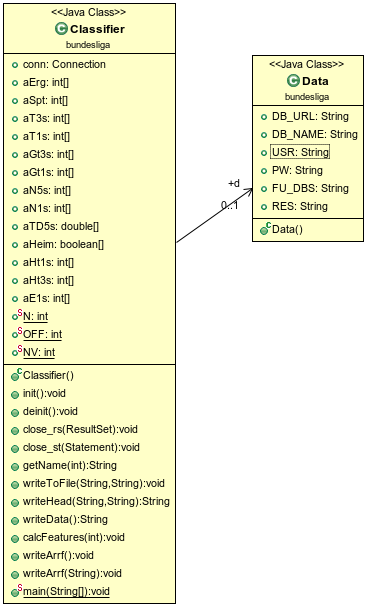 <<Java Class>>
Classifier
bundesliga
conn: Connection
aErg: int[]
aSpt: int[]
aT3s: int[]
aT1s: int[]
aGt3s: int[]
aGt1s: int[]
aN5s: int[]
aN1s: int[]
aTD5s: double[]
aHeim: boolean[]
aHt1s: int[]
aHt3s: int[]
aE1s: int[]
S N: int
S OFF: int
S NV: int
C Classifier()
init():void
deinit():void
close_rs(ResultSet):void
close_st(Statement):void
getName(int):String
writeToFile(String,String):void
writeHead(String,String):String
writeData():String
calcFeatures(int):void
writeArrf():void
writeArrf(String):void
S main(String[]):void
+d
0..1
<<Java Class>>
Data
bundesliga
DB_URL: String
DB_NAME: String
USR: String
PW: String
FU_DBS: String
RES: String
C Data()